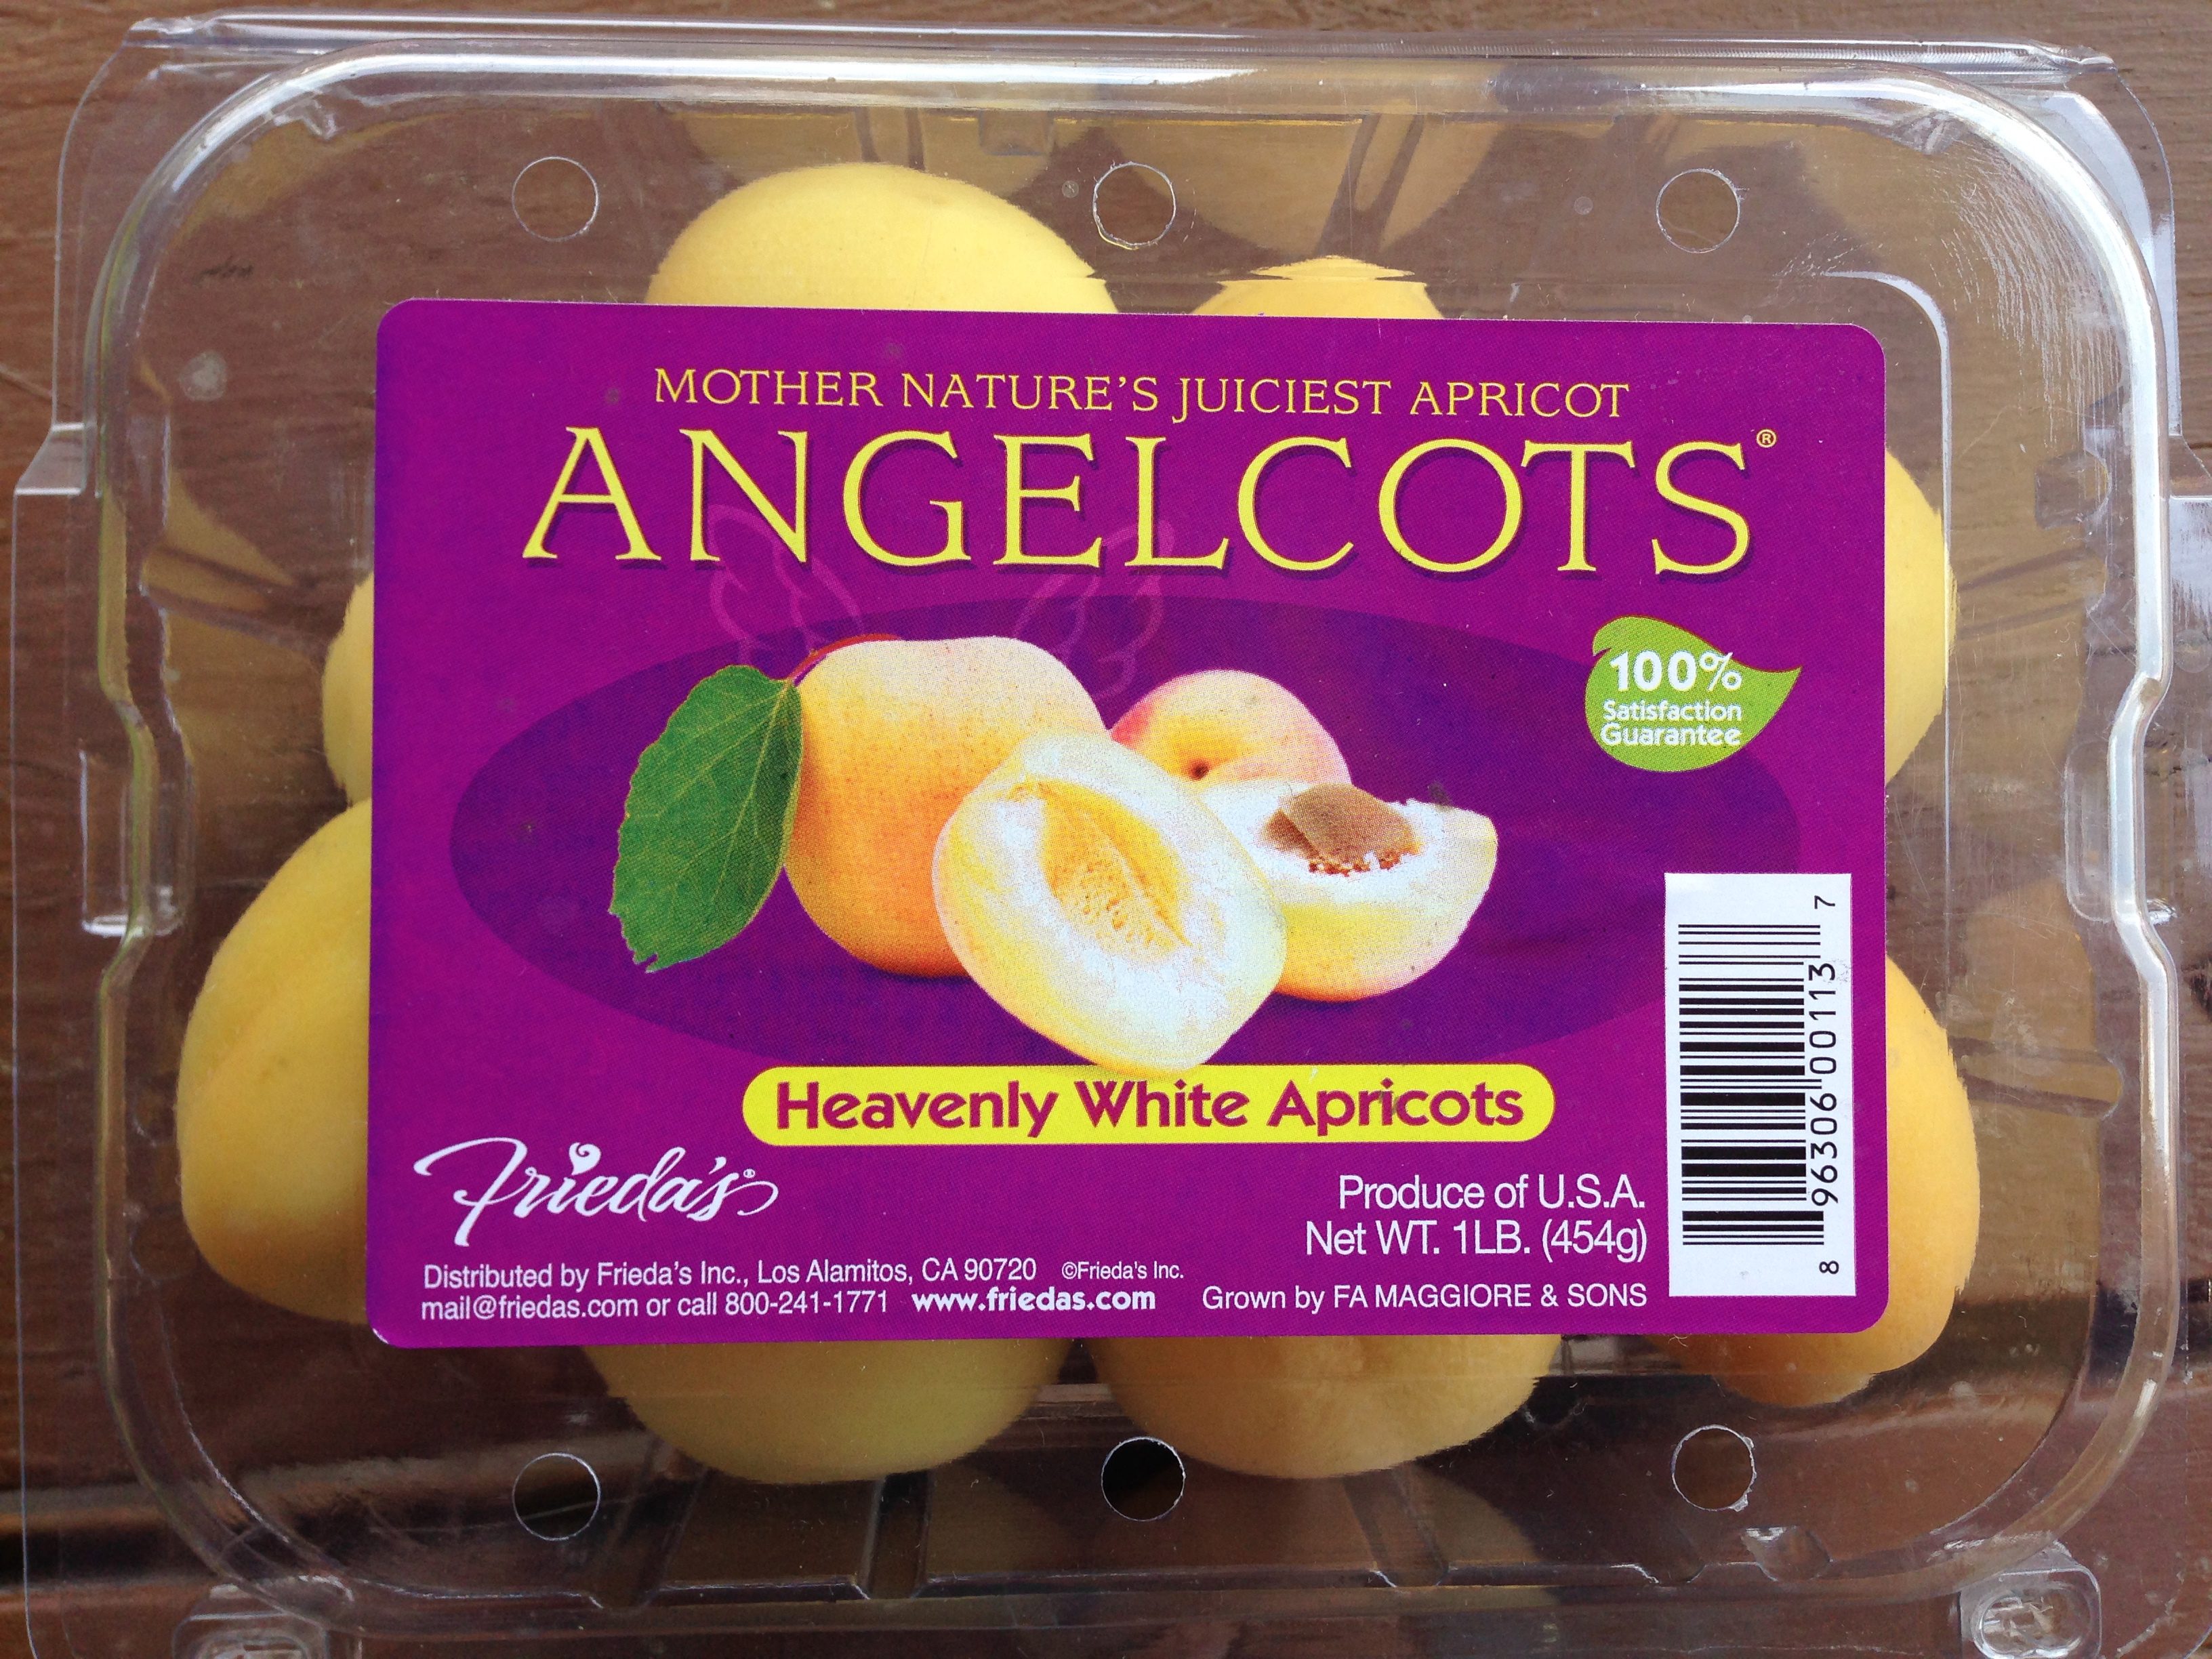 MOTHER NATURE'S JUICIEST APRICOT
ANGELCOTS®
100%
Satisfaction
Guarantee
Heavenly White Apricots
Frieda's®
Produce of U.S.A.
Net WT. 1LB. (454g)
Distributed by Frieda's Inc., Los Alamitos, CA 90720 ©Frieda's Inc.
mail@friedas.com or call 800-241-1771 www.friedas.com
Grown by FA MAGGIORE & SONS
8 96306 00113 7